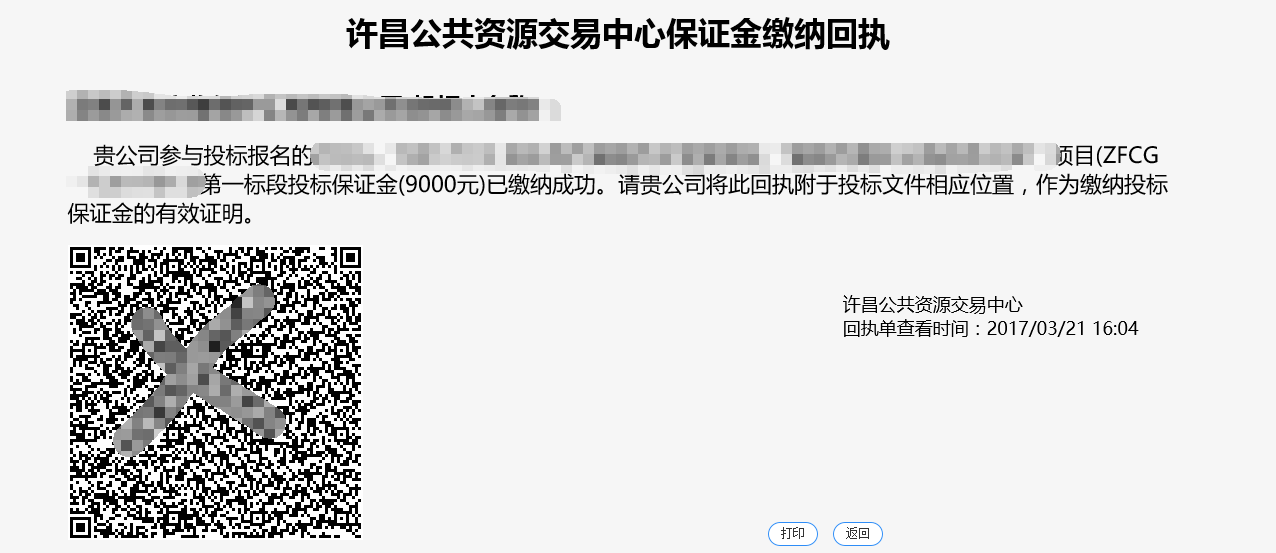 许昌公共资源交易中心保证金缴纳回执
贵公司参与投标报名的项目(ZFCG
第一标段投标保证金(9000元)已缴纳成功。请贵公司将此回执附于投标文件相应位置，作为缴纳投标
保证金的有效证明。
许昌公共资源交易中心
回执单查看时间：2017/03/21 16:04
打印 返回